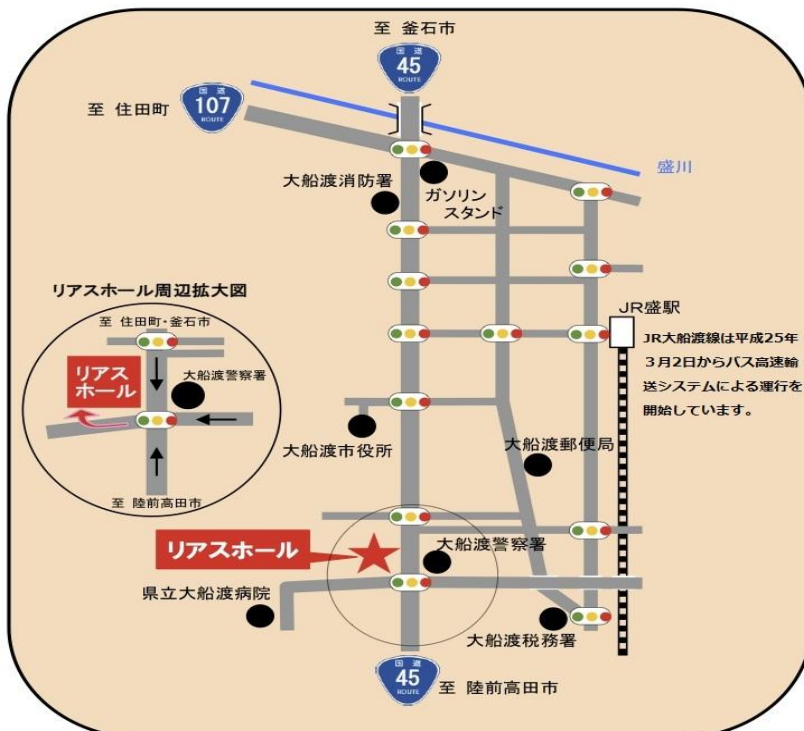 至 釜石市
国道
45
ROUTE
国道
107
ROUTE
至 住田町
盛川
大船渡消防署
ガソリン
スタンド
リアスホール周辺拡大図
至 住田町・釜石市
リアス
ホール
大船渡警察署
至 陸前高田市
JR盛駅
JR大船渡線は平成25年
3月2日からバス高速輸
送システムによる運行を
開始しています。
大船渡市役所
大船渡郵便局
リアスホール
大船渡警察署
県立大船渡病院
大船渡税務署
国道
45
ROUTE
至 陸前高田市